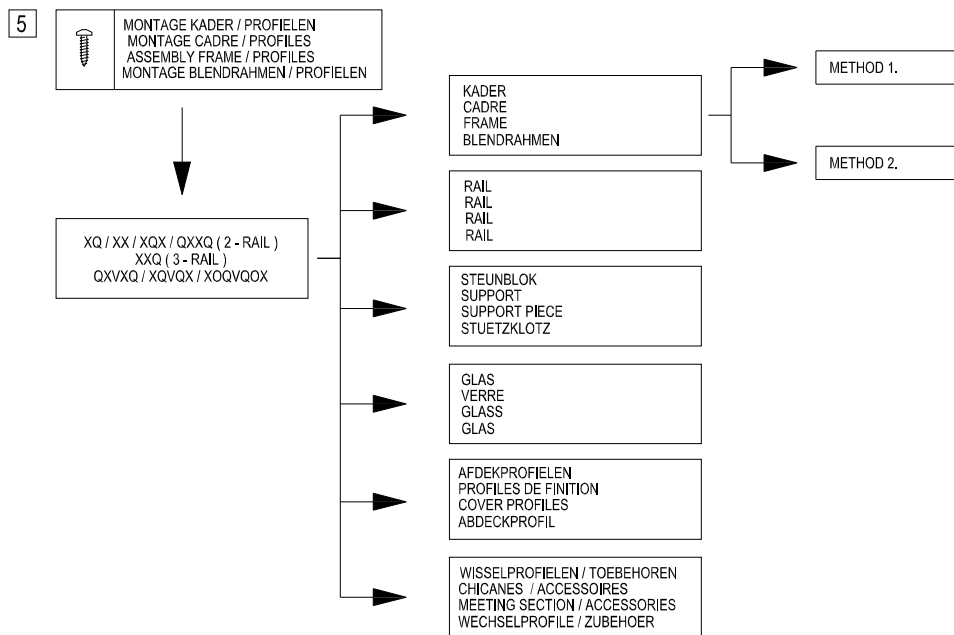 5
MONTAGE KADER / PROFIELEN
MONTAGE CADRE / PROFILES
ASSEMBLY FRAME / PROFILES
MONTAGE BLENDRAHMEN / PROFIELEN
XQ / XX / XQX / QXXQ ( 2 - RAIL )
XXQ ( 3 - RAIL )
QXVXQ / XQVQX / XOQVQOX
KADER
CADRE
FRAME
BLENDRAHMEN
METHOD 1.
METHOD 2.
RAIL
RAIL
RAIL
RAIL
STEUNBLOK
SUPPORT
SUPPORT PIECE
STUETZKLOTZ
GLAS
VERRE
GLASS
GLAS
AFDEKPROFIELEN
PROFILES DE FINITION
COVER PROFILES
ABDECKPROFIL
WISSELPROFIELEN / TOEBEHOREN
CHICANES / ACCESSOIRES
MEETING SECTION / ACCESSORIES
WECHSELPROFILE / ZUBEHOER